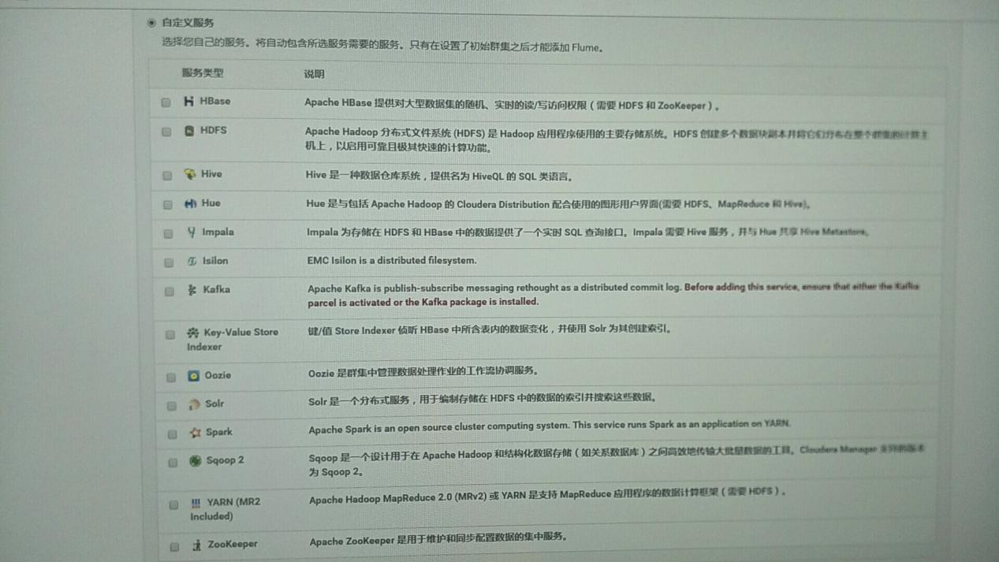 自定义服务
选择您自己的服务。将自动包含所选服务需要的服务。只有在设置了初始群集之后才能添加 Flume。
服务类型 说明
HBase Apache HBase 提供对大型数据集的随机、实时的读/写访问权限（需要 HDFS 和 ZooKeeper）。
HDFS Apache Hadoop 分布式文件系统 (HDFS) 是 Hadoop 应用程序使用的主要存储系统。HDFS 创建多个数据块副本并将它们分布在整个群集的计算主
机上，以启用可靠且极其快速的计算功能。
Hive Hive 是一种数据仓库系统，提供名为 HiveQL 的 SQL 类语言。
Hue Hue 是与包括 Apache Hadoop 的 Cloudera Distribution 配合使用的图形用户界面(需要 HDFS、MapReduce 和 Hive)。
Impala Impala 为存储在 HDFS 和 HBase 中的数据提供了一个实时 SQL 查询接口。Impala 需要 Hive 服务，并与 Hue 共享 Hive Metastore。
Isilon EMC Isilon is a distributed filesystem.
Kafka Apache Kafka is publish-subscribe messaging rethought as a distributed commit log. Before adding this service, ensure that either the Kafka
parcel is activated or the Kafka package is installed.
Key-Value Store 键/值 Store Indexer 侦听 HBase 中所含表内的数据变化，并使用 Solr 为其创建索引。
Indexer
Oozie Oozie 是群集中管理数据处理作业的工作流协调服务。
Solr Solr 是一个分布式服务，用于编制存储在 HDFS 中的数据的索引并搜索这些数据。
Spark Apache Spark is an open source cluster computing system. This service runs Spark as an application on YARN.
Sqoop 2 Sqoop 是一个设计用于在 Apache Hadoop 和结构化数据存储（如关系数据库）之间高效地传输大批量数据的工具。Cloudera Manager 支持的版本
为 Sqoop 2。
YARN (MR2 Apache Hadoop MapReduce 2.0 (MRv2) 或 YARN 是支持 MapReduce 应用程序的数据计算框架（需要 HDFS）。
Included)
ZooKeeper Apache ZooKeeper 是用于维护和同步配置数据的集中服务。